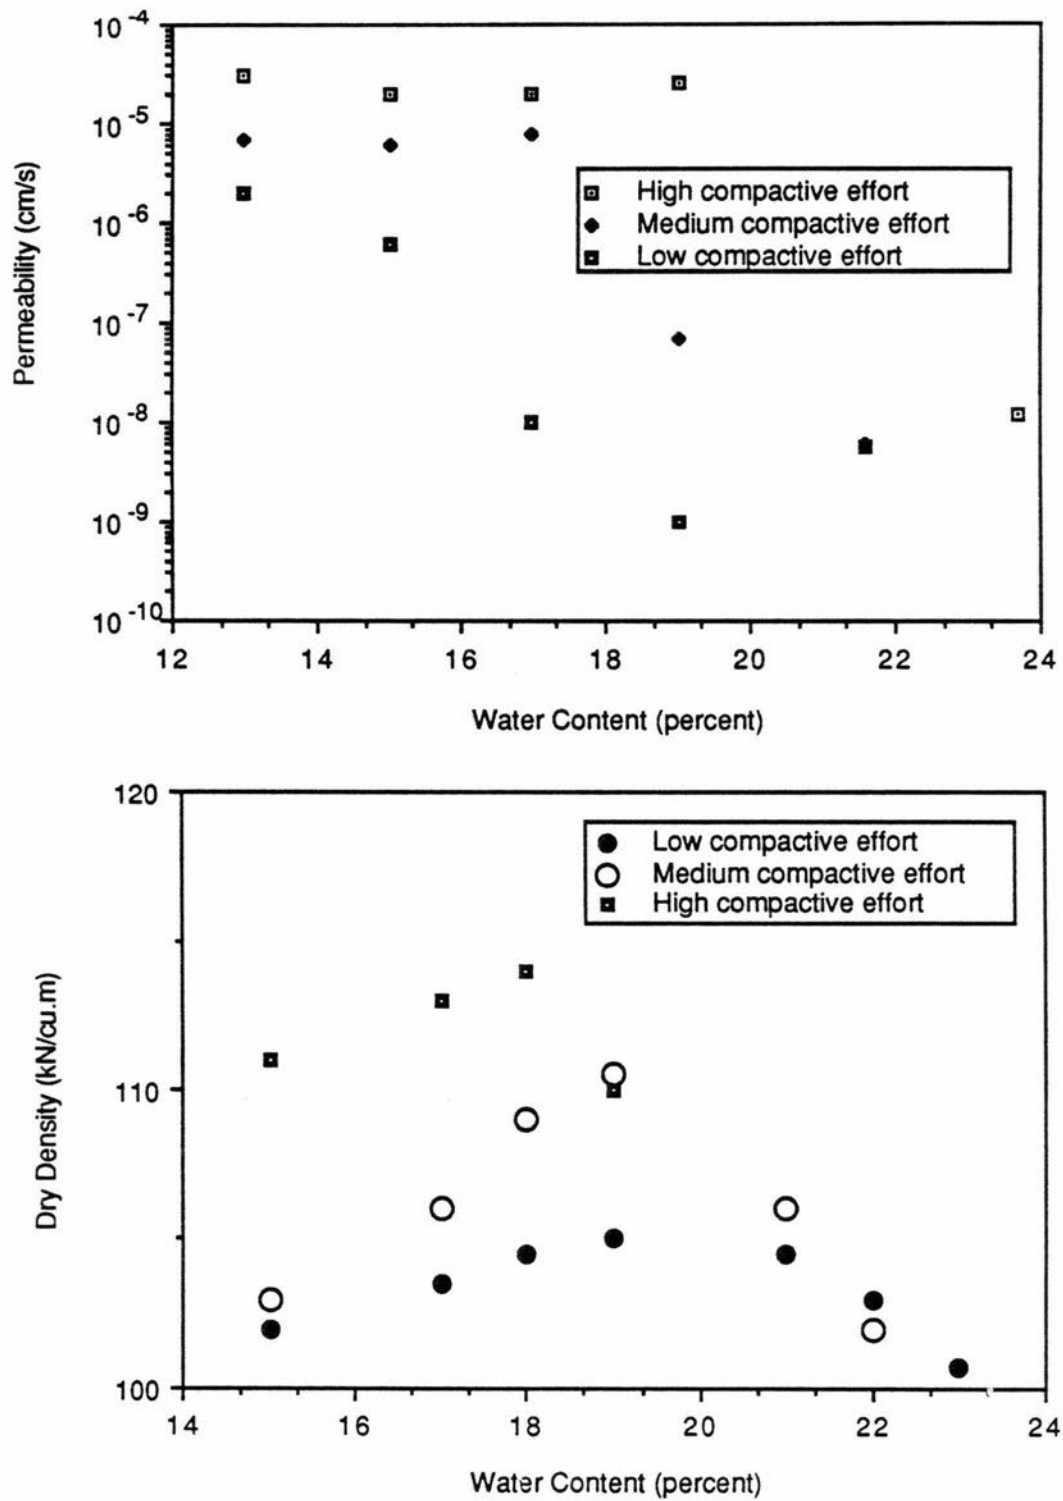 10-4
10-5
10-6
10-7
10-8
10-9
10-10
Permeability (cm/s)
High compactive effort
Medium compactive effort
Low compactive effort
12 14 16 18 20 22 24
Water Content (percent)
120
110
100
Dry Density (kN/cu.m)
Low compactive effort
Medium compactive effort
High compactive effort
14 16 18 20 22 24
Water Content (percent)